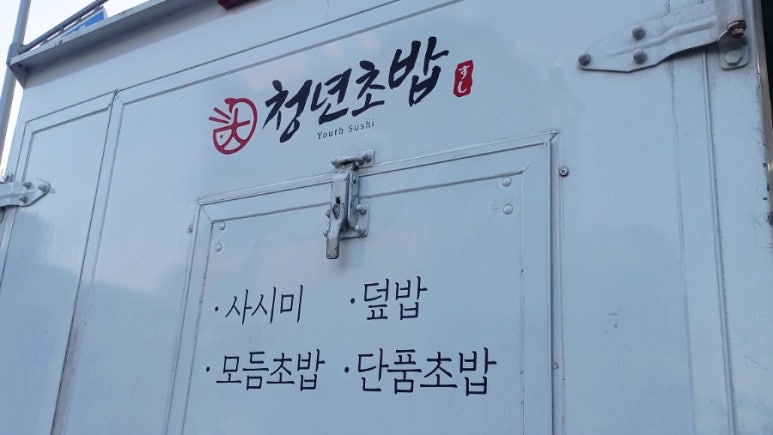 청년초밥 すし
Youth Sushi
· 사시미 · 덮밥
· 모듬초밥 · 단품초밥